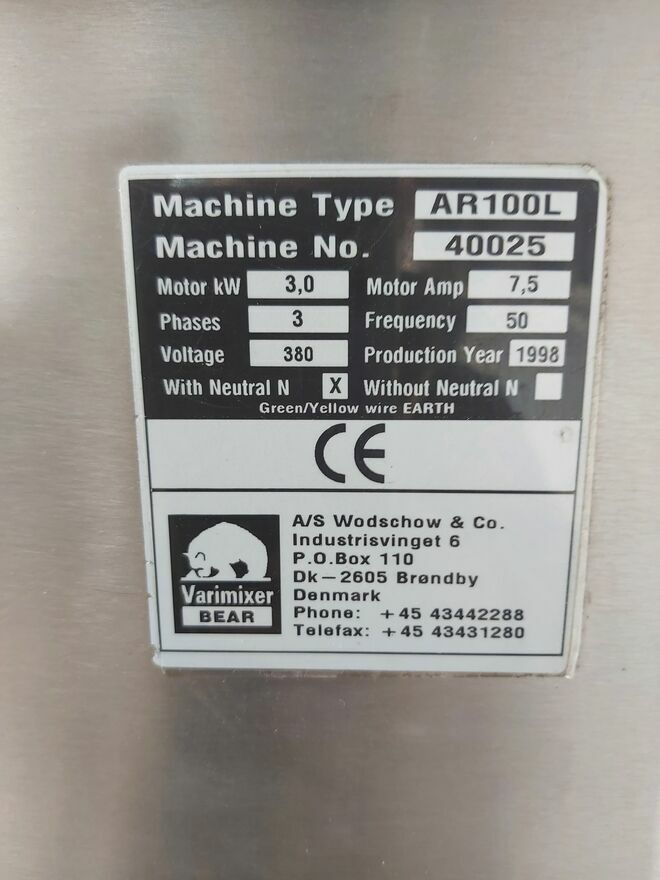 Machine Type AR100L
Machine No. 40025
Motor kW 3,0 Motor Amp 7,5
Phases 3 Frequency 50
Voltage 380 Production Year 1998
With Neutral N X Without Neutral N
Green/Yellow wire EARTH
CE
A/S Wodschow & Co.
Industrisvinget 6
P.O.Box 110
Dk-2605 Brøndby
Denmark
Phone: +45 43442288
Telefax: +45 43431280
Varimixer
BEAR